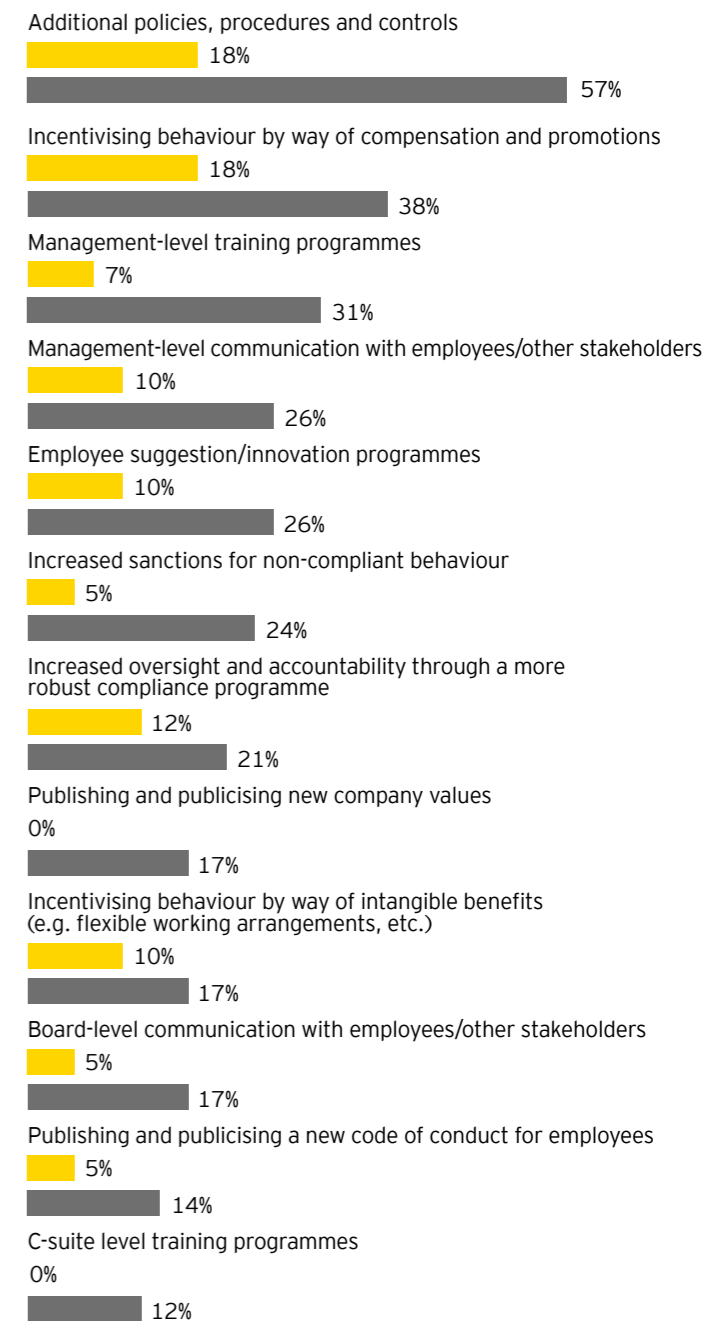 Additional policies, procedures and controls
18%
57%
Incentivising behaviour by way of compensation and promotions
18%
38%
Management-level training programmes
7%
31%
Management-level communication with employees/other stakeholders
10%
26%
Employee suggestion/innovation programmes
10%
26%
Increased sanctions for non-compliant behaviour
5%
24%
Increased oversight and accountability through a more
robust compliance programme
12%
21%
Publishing and publicising new company values
0%
17%
Incentivising behaviour by way of intangible benefits
(e.g. flexible working arrangements, etc.)
10%
17%
Board-level communication with employees/other stakeholders
5%
17%
Publishing and publicising a new code of conduct for employees
5%
14%
C-suite level training programmes
0%
12%